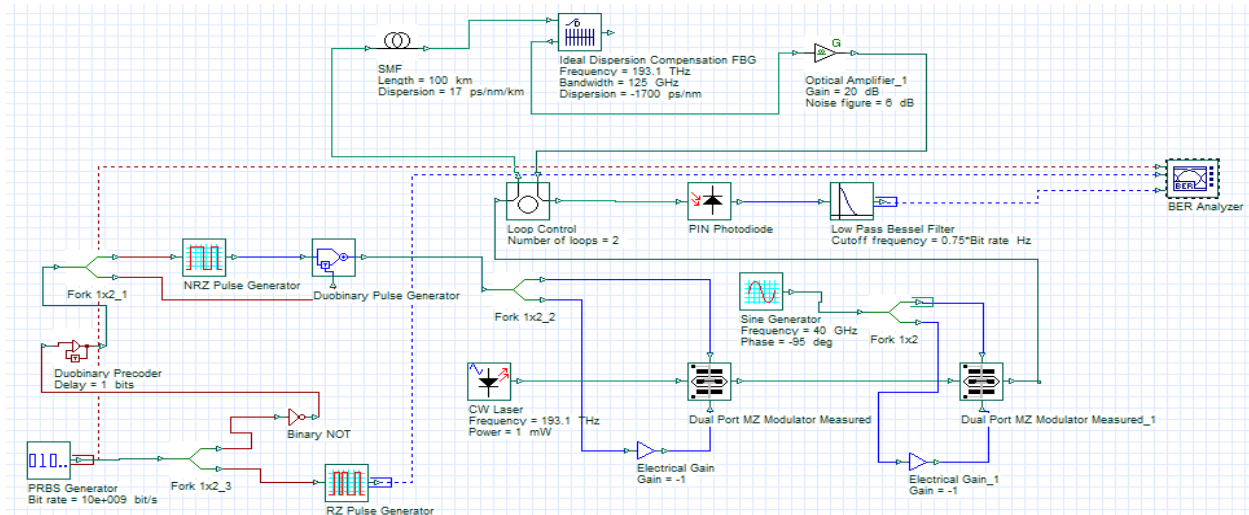 SMF
Length = 100 km
Dispersion = 17 ps/nm/km
Ideal Dispersion Compensation FBG
Frequency = 193.1 THz
Bandwidth = 125 GHz
Dispersion = -1700 ps/nm
G
Optical Amplifier_1
Gain = 20 dB
Noise figure = 6 dB
BER
BER Analyzer
Loop Control
Number of loops = 2
PIN Photodiode
Low Pass Bessel Filter
Cutoff frequency = 0.75*Bit rate Hz
Fork 1x2_1
NRZ Pulse Generator
T
Duobinary Pulse Generator
Fork 1x2_2
Sine Generator
Frequency = 40 GHz
Phase = -95 deg
Fork 1x2
T
Duobinary Precoder
Delay = 1 bits
CW Laser
Frequency = 193.1 THz
Power = 1 mW
Dual Port MZ Modulator Measured
Dual Port MZ Modulator Measured_1
Binary NOT
010..
PRBS Generator
Bit rate = 10e+009 bit/s
Fork 1x2_3
RZ Pulse Generator
Electrical Gain
Gain = -1
Electrical Gain_1
Gain = -1